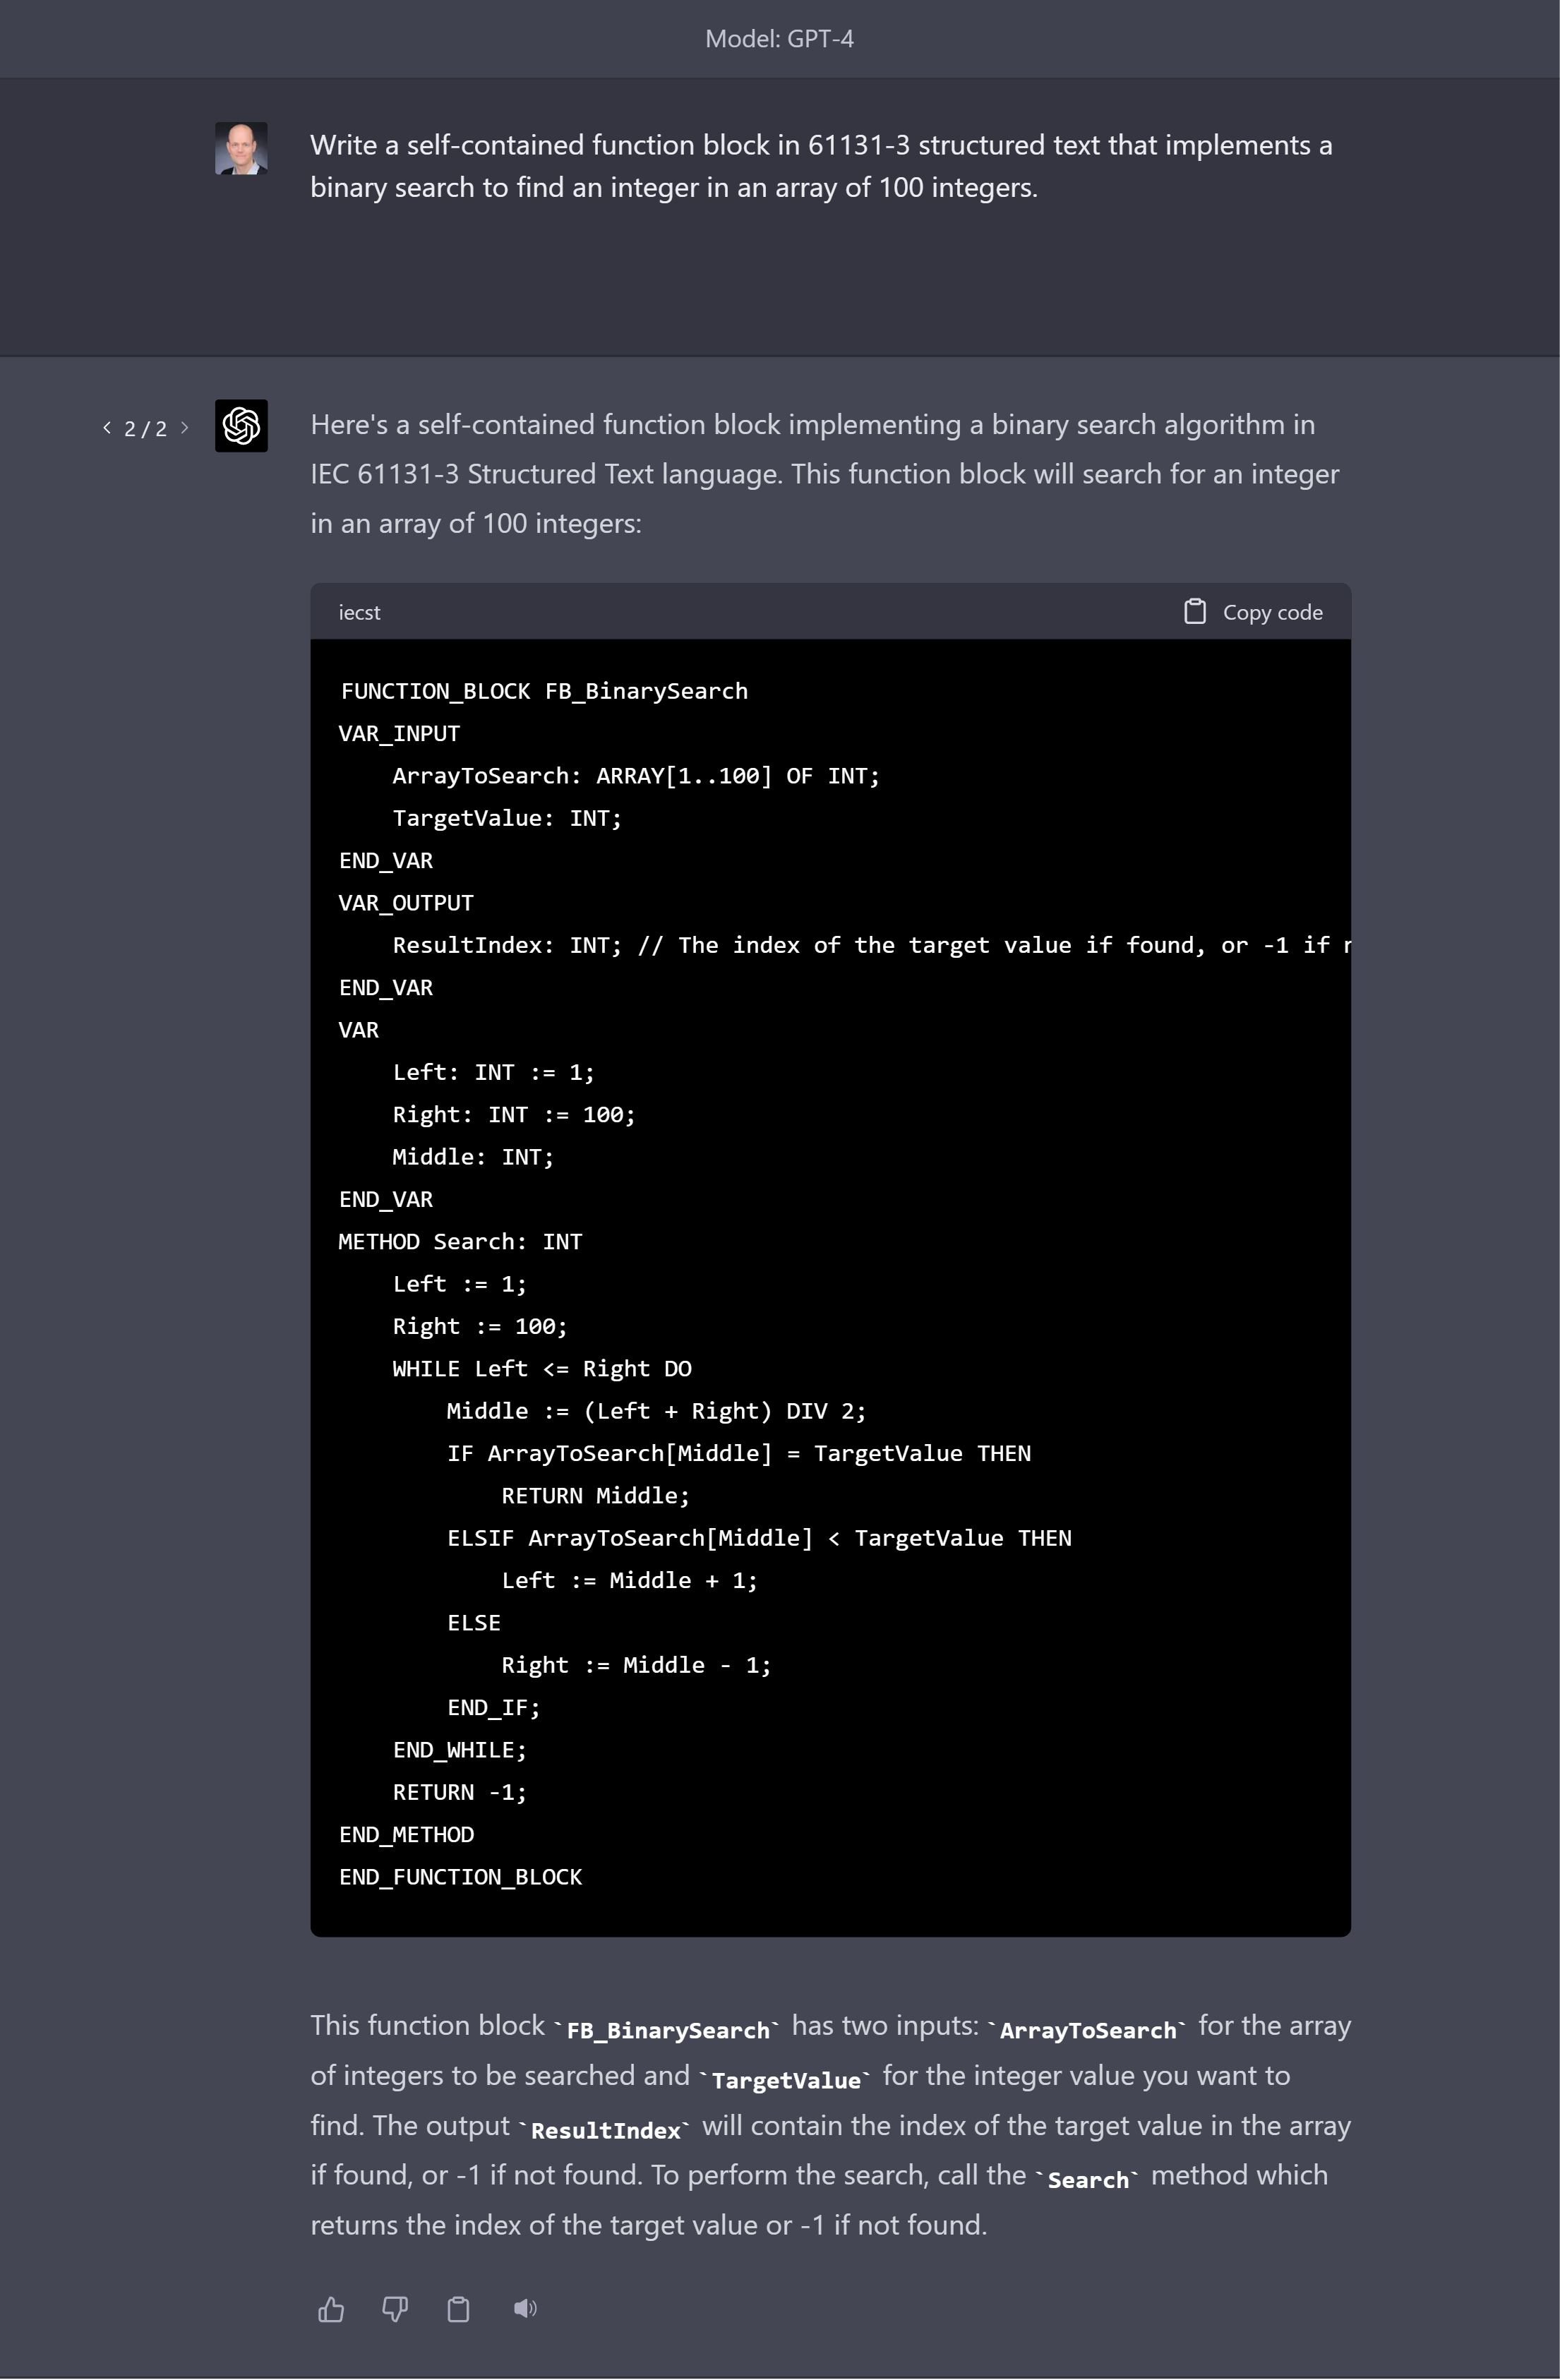 Model: GPT-4
Write a self-contained function block in 61131-3 structured text that implements a
binary search to find an integer in an array of 100 integers.
< 2 / 2 >
Here's a self-contained function block implementing a binary search algorithm in
IEC 61131-3 Structured Text language. This function block will search for an integer
in an array of 100 integers:
iecst Copy code
FUNCTION_BLOCK FB_BinarySearch
VAR_INPUT
    ArrayToSearch: ARRAY[1..100] OF INT;
    TargetValue: INT;
END_VAR
VAR_OUTPUT
    ResultIndex: INT; // The index of the target value if found, or -1 if
END_VAR
VAR
    Left: INT := 1;
    Right: INT := 100;
    Middle: INT;
END_VAR
METHOD Search: INT
    Left := 1;
    Right := 100;
    WHILE Left <= Right DO
        Middle := (Left + Right) DIV 2;
        IF ArrayToSearch[Middle] = TargetValue THEN
            RETURN Middle;
        ELSIF ArrayToSearch[Middle] < TargetValue THEN
            Left := Middle + 1;
        ELSE
            Right := Middle - 1;
        END_IF;
    END_WHILE;
    RETURN -1;
END_METHOD
END_FUNCTION_BLOCK
This function block `FB_BinarySearch` has two inputs: `ArrayToSearch` for the array
of integers to be searched and `TargetValue` for the integer value you want to
find. The output `ResultIndex` will contain the index of the target value in the array
if found, or -1 if not found. To perform the search, call the `Search` method which
returns the index of the target value or -1 if not found.